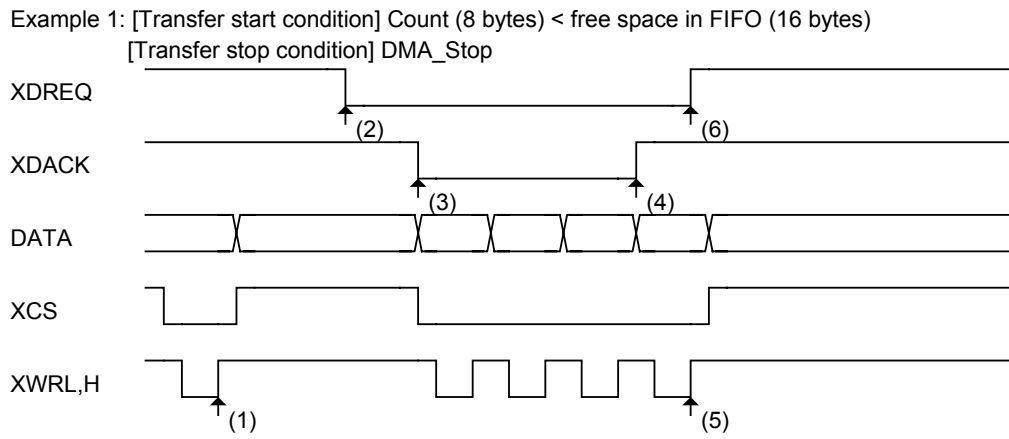 Example 1: [Transfer start condition] Count (8 bytes) < free space in FIFO (16 bytes)
[Transfer stop condition] DMA_Stop
XDREQ
(2)
(6)
XDACK
(3)
(4)
DATA
XCS
XWRL,H
(1)
(5)